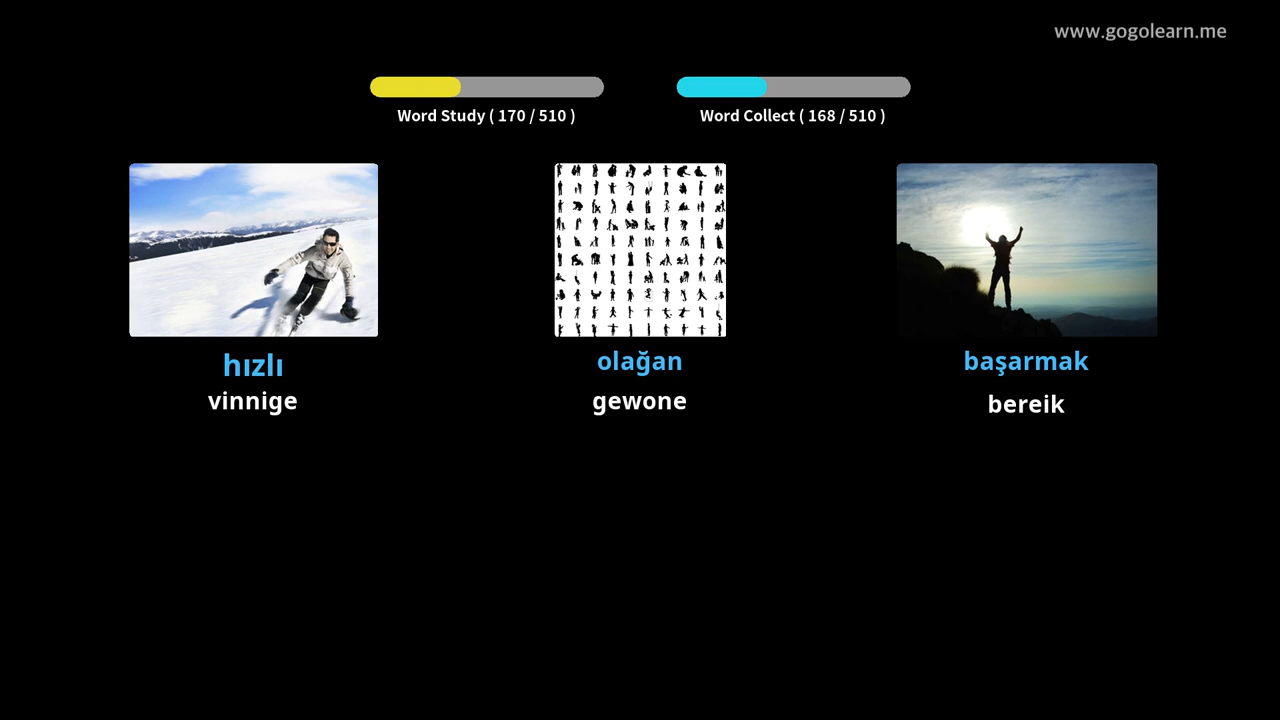 www.gogolearn.me
Word Study ( 170 / 510 )
Word Collect ( 168 / 510 )
hızlı
vinnige
olağan
gewone
başarmak
bereik